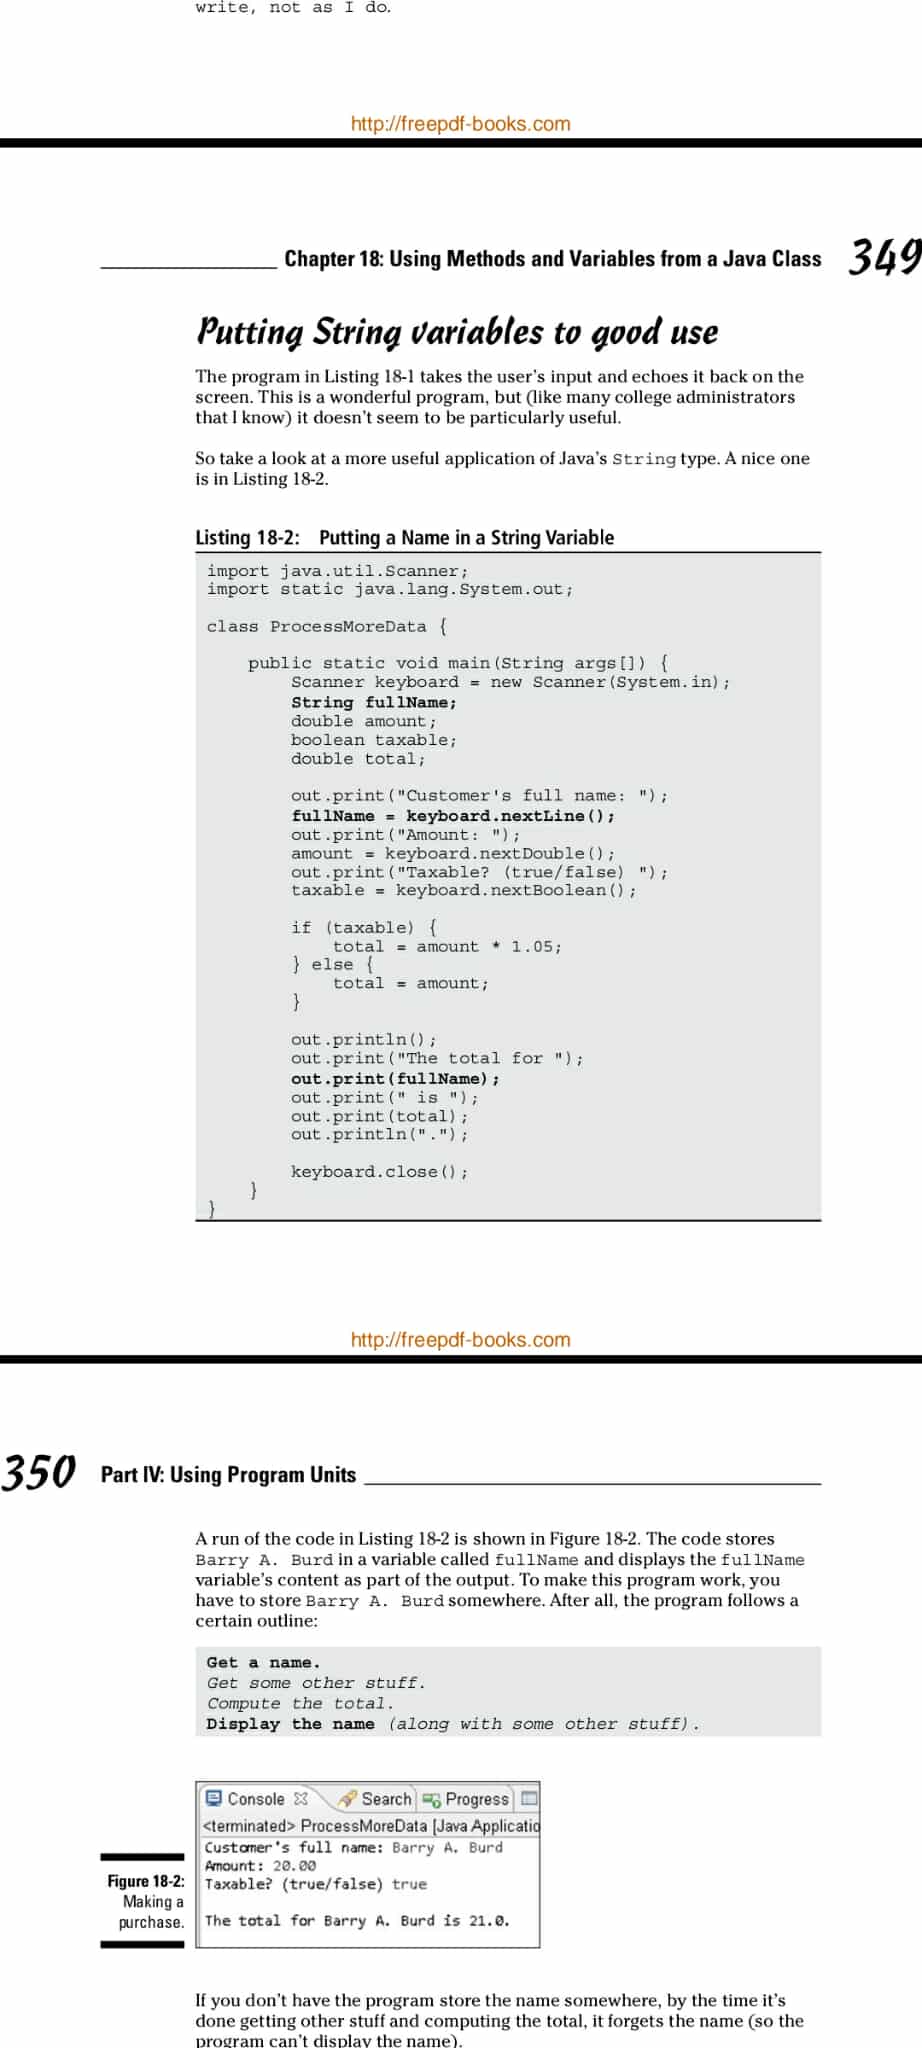 write, not as I do.
http://freepdf-books.com
Chapter 18: Using Methods and Variables from a Java Class 349
Putting String variables to good use
The program in Listing 18-1 takes the user's input and echoes it back on the
screen. This is a wonderful program, but (like many college administrators
that I know) it doesn't seem to be particularly useful.
So take a look at a more useful application of Java's String type. A nice one
is in Listing 18-2.
Listing 18-2: Putting a Name in a String Variable
import java.util.Scanner;
import static java.lang.System.out;
class ProcessMoreData {
public static void main(String args[]) {
Scanner keyboard = new Scanner(System.in);
String fullName;
double amount;
boolean taxable;
double total;
out.print("Customer's full name: ");
fullName = keyboard.nextLine();
out.print("Amount: ");
amount = keyboard.nextDouble();
out.print("Taxable? (true/false) ");
taxable = keyboard.nextBoolean();
if (taxable) {
total = amount * 1.05;
} else {
total = amount;
}
out.println();
out.print("The total for ");
out.print(fullName);
out.print(" is ");
out.print(total);
out.println(".");
keyboard.close();
}
}
http://freepdf-books.com
350 Part IV: Using Program Units
A run of the code in Listing 18-2 is shown in Figure 18-2. The code stores
Barry A. Burd in a variable called fullName and displays the fullName
variable's content as part of the output. To make this program work, you
have to store Barry A. Burd somewhere. After all, the program follows a
certain outline:
Get a name.
Get some other stuff.
Compute the total.
Display the name (along with some other stuff).
Console Search Progress
<terminated> ProcessMoreData [Java Applicatio
Customer's full name: Barry A. Burd
Amount: 20.00
Taxable? (true/false) true
The total for Barry A. Burd is 21.0.
Figure 18-2:
Making a
purchase.
If you don't have the program store the name somewhere, by the time it's
done getting other stuff and computing the total, it forgets the name (so the
program can't display the name).